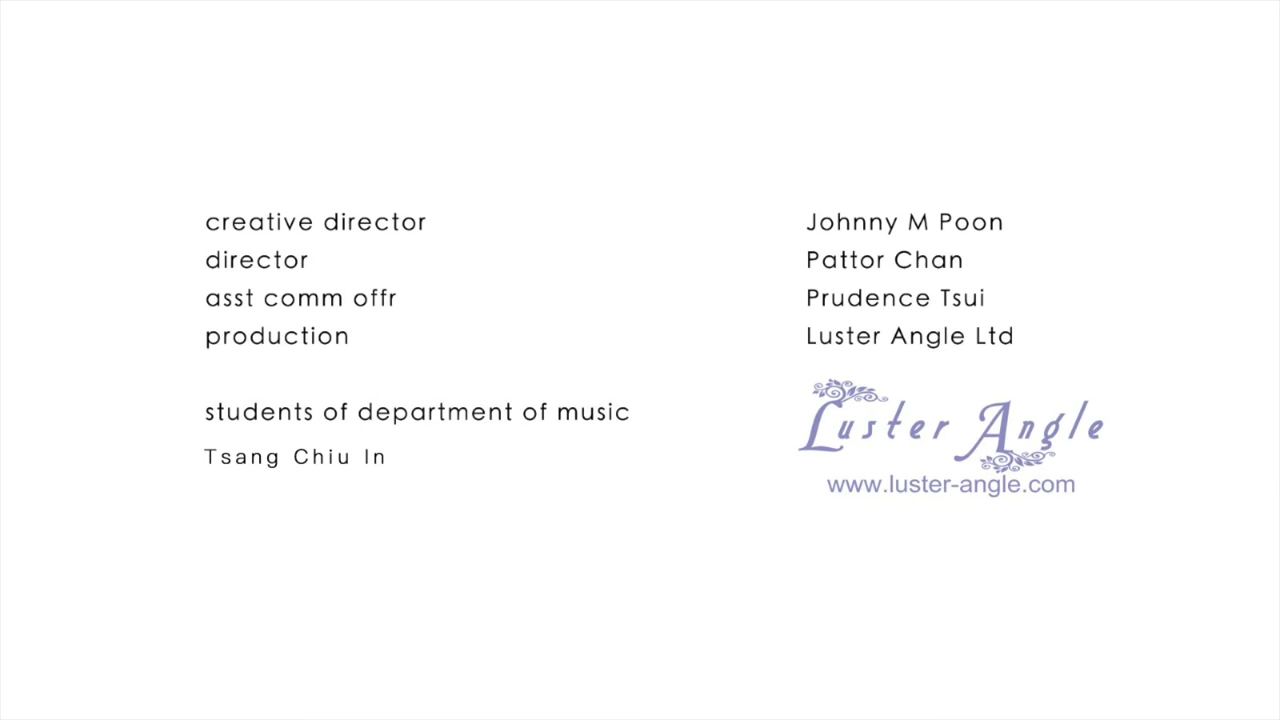 creative director Johnny M Poon
director Pattor Chan
asst comm offr Prudence Tsui
production Luster Angle Ltd
students of department of music
Tsang Chiu In
Luster Angle
www.luster-angle.com